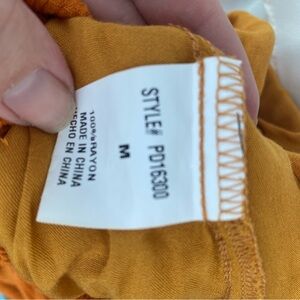 STYLE# PD16300
M
100%RAYON
MADE IN CHINA
HECHO EN CHINA